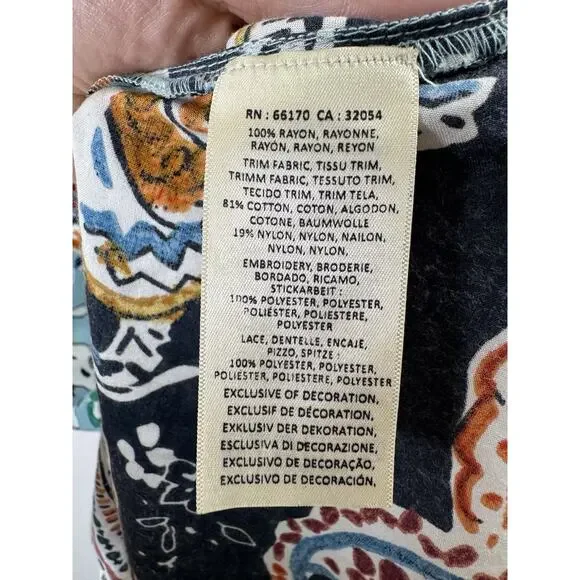 RN : 66170 CA : 32054
100% RAYON, RAYONNE,
RAYÓN, RAYON, REYON
TRIM FABRIC, TISSU TRIM,
TRIMM FABRIC, TESSUTO TRIM,
TECIDO TRIM, TRIM TELA,
81% COTTON, COTON, ALGODON,
COTONE, BAUMWOLLE
19% NYLON, NYLON, NAILON,
NYLON, NYLON,
EMBROIDERY, BRODERIE,
BORDADO, RICAMO,
STICKARBEIT :
100% POLYESTER, POLYESTER,
POLIÉSTER, POLIESTERE,
POLYESTER
LACE, DENTELLE, ENCAJE,
PIZZO, SPITZE :
100% POLYESTER, POLYESTER,
POLIESTER, POLIESTERE, POLYESTER
EXCLUSIVE OF DECORATION,
EXCLUSIF DE DÉCORATION,
EXKLUSIV DER DEKORATION,
ESCLUSIVA DI DECORAZIONE,
EXCLUSIVO DE DECORAÇÃO,
EXCLUSIVO DE DECORACIÓN,